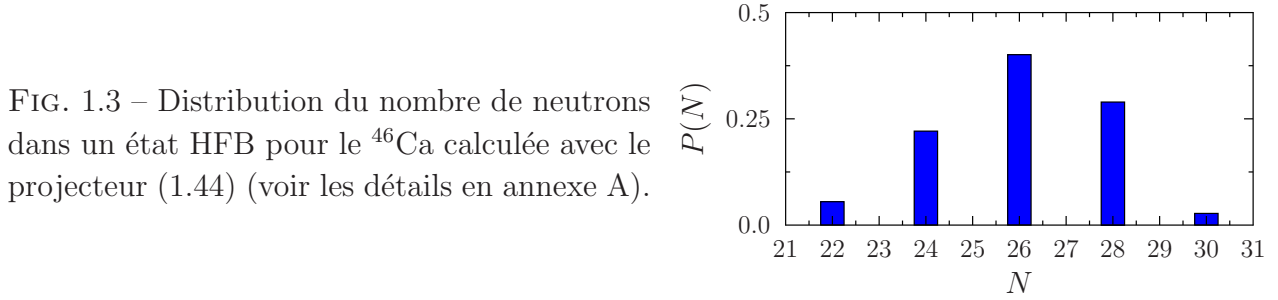 FIG. 1.3 – Distribution du nombre de neutrons
dans un état HFB pour le ⁴⁶Ca calculée avec le
projecteur (1.44) (voir les détails en annexe A).
0.5
0.25
0.0
P(N)
21 22 23 24 25 26 27 28 29 30 31
N